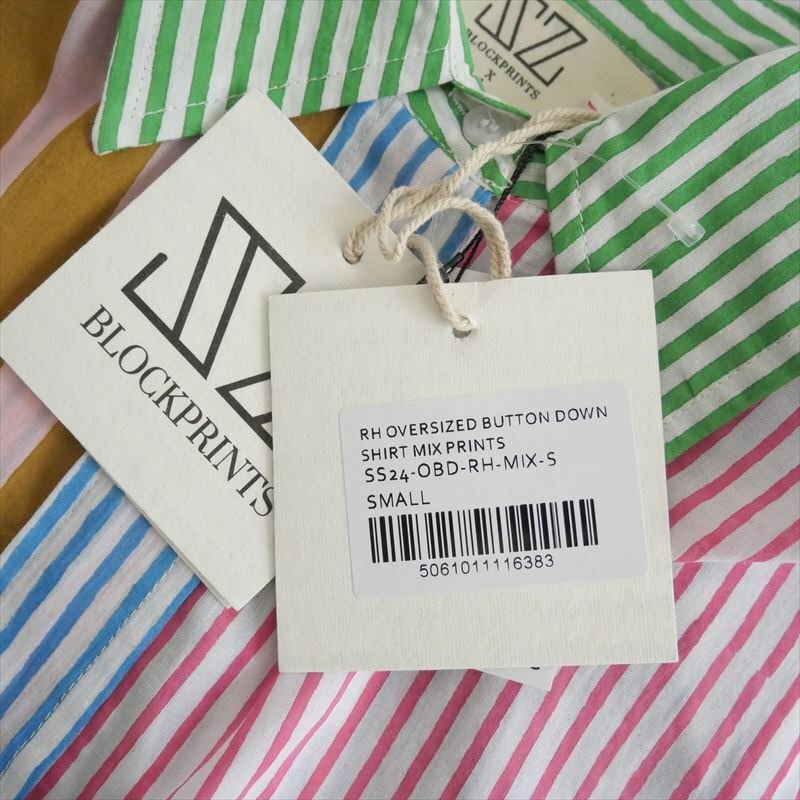 SZ
BLOCKPRINTS
X
SZ
BLOCKPRINTS
RH OVERSIZED BUTTON DOWN
SHIRT MIX PRINTS
SS24-OBD-RH-MIX-S
SMALL
5061011116383